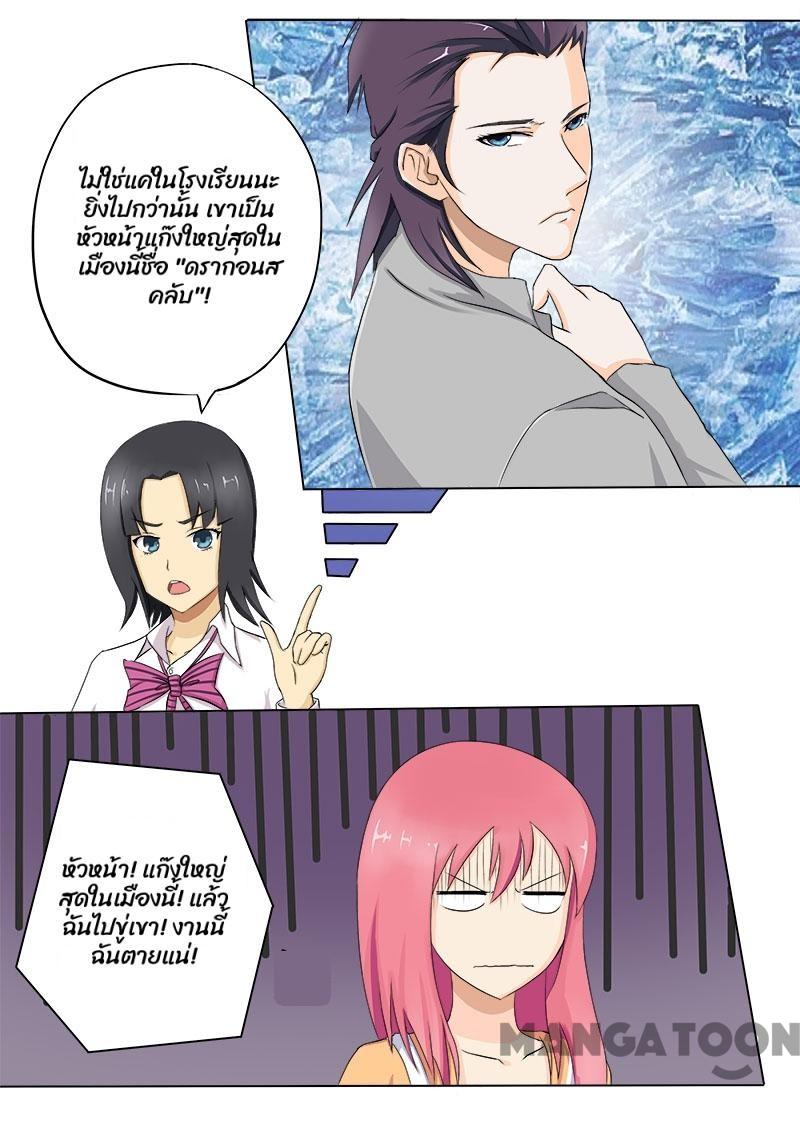 ไม่ใช่แค่ในโรงเรียนนะ
ยิ่งไปกว่านั้น เขาเป็น
หัวหน้าแก๊งใหญ่สุดใน
เมืองนี้ชื่อ "ดรากอนส
คลับ"!
หัวหน้า! แก๊งใหญ่
สุดในเมืองนี้! แล้ว
ฉันไปขู่เขา! งานนี้
ฉันตายแน่!
MANGATOON